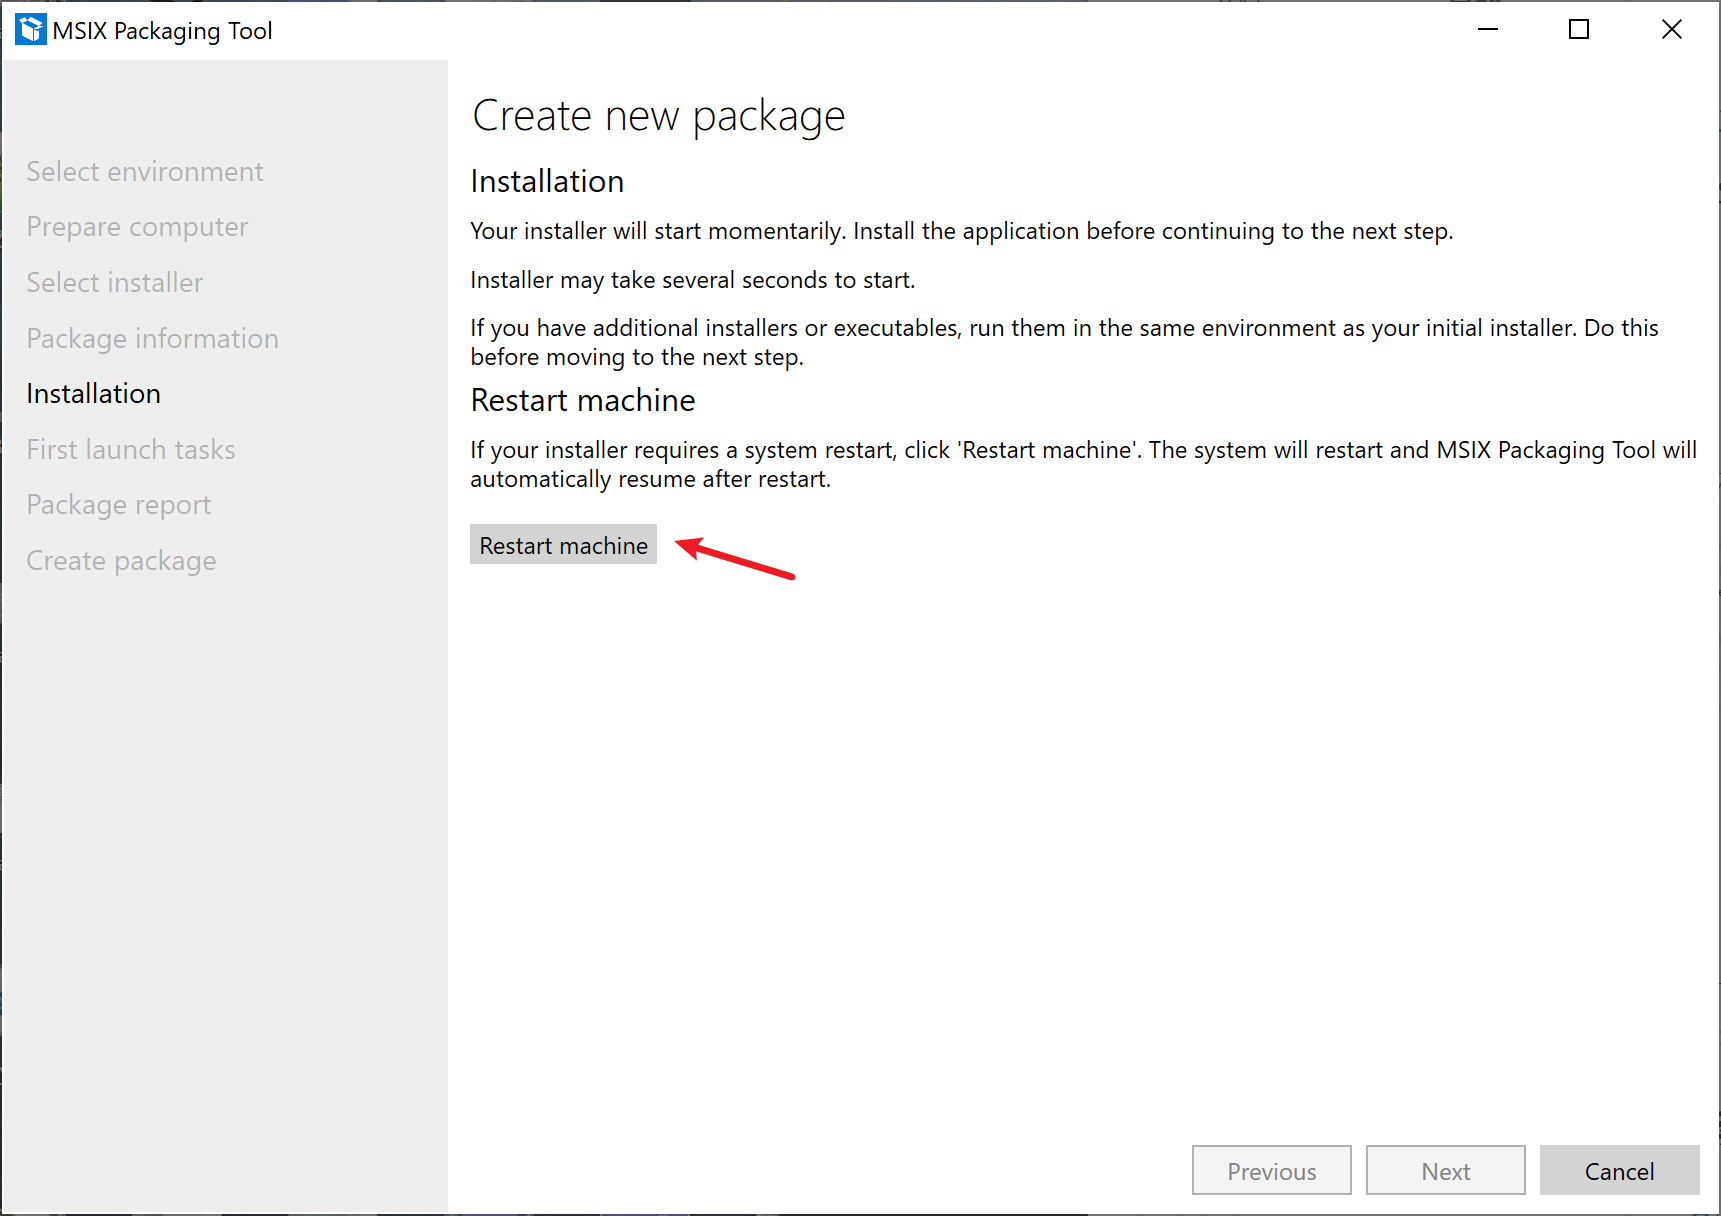 MSIX Packaging Tool
Select environment
Prepare computer
Select installer
Package information
Installation
First launch tasks
Package report
Create package
Create new package
Installation
Your installer will start momentarily. Install the application before continuing to the next step.
Installer may take several seconds to start.
If you have additional installers or executables, run them in the same environment as your initial installer. Do this
before moving to the next step.
Restart machine
If your installer requires a system restart, click 'Restart machine'. The system will restart and MSIX Packaging Tool will
automatically resume after restart.
Restart machine
Previous
Next
Cancel